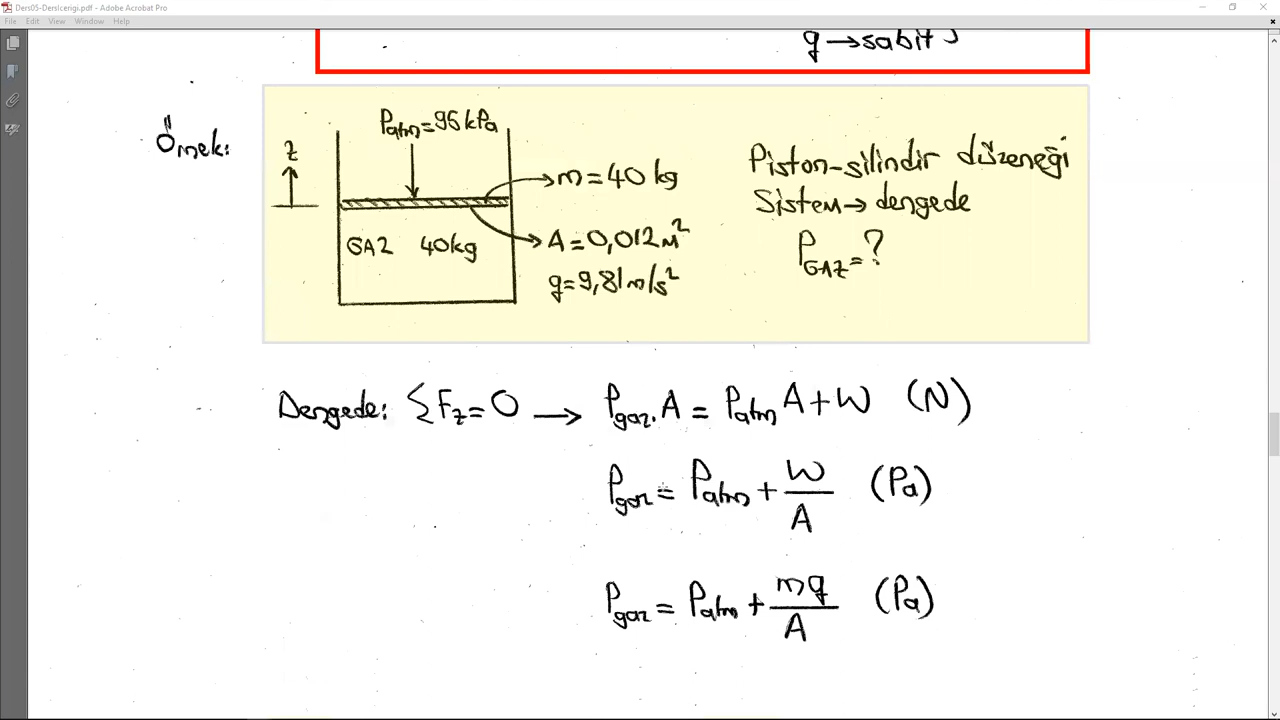 Ders05-DersIcerigi.pdf - Adobe Acrobat Pro
File Edit View Window Help
g → sabit
Örnek:
z
Patm = 96 kPa
m = 40 kg
GAZ 40kg
A = 0,012 m²
g = 9,81 m/s²
Piston-silindir düzeneği
Sistem → dengede
PGAZ = ?
Dengede: ΣFz = 0 → Pgaz.A = Patm A + W (N)
Pgaz = Patm + W/A (Pa)
Pgaz = Patm + mg/A (Pa)